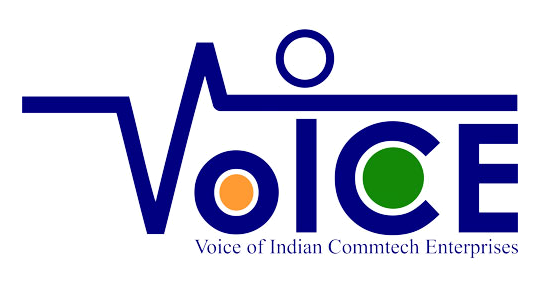 VoICE
Voice of Indian Commtech Enterprises